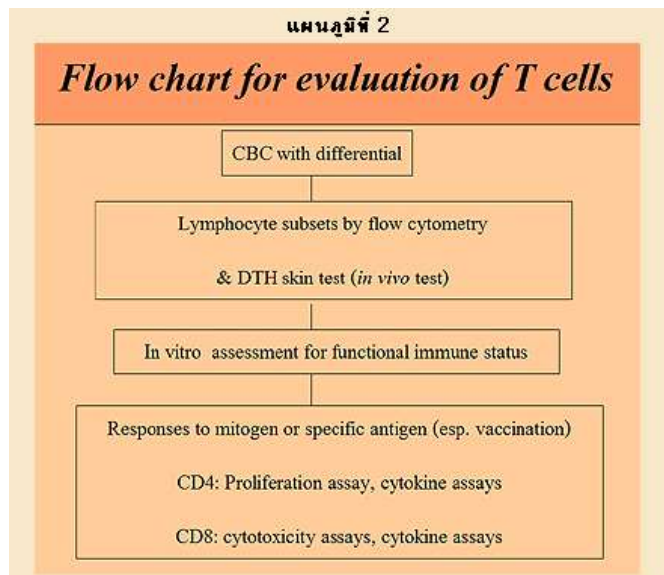 แผนภูมิที่ 2
Flow chart for evaluation of T cells
CBC with differential
Lymphocyte subsets by flow cytometry
& DTH skin test (in vivo test)
In vitro assessment for functional immune status
Responses to mitogen or specific antigen (esp. vaccination)
CD4: Proliferation assay, cytokine assays
CD8: cytotoxicity assays, cytokine assays